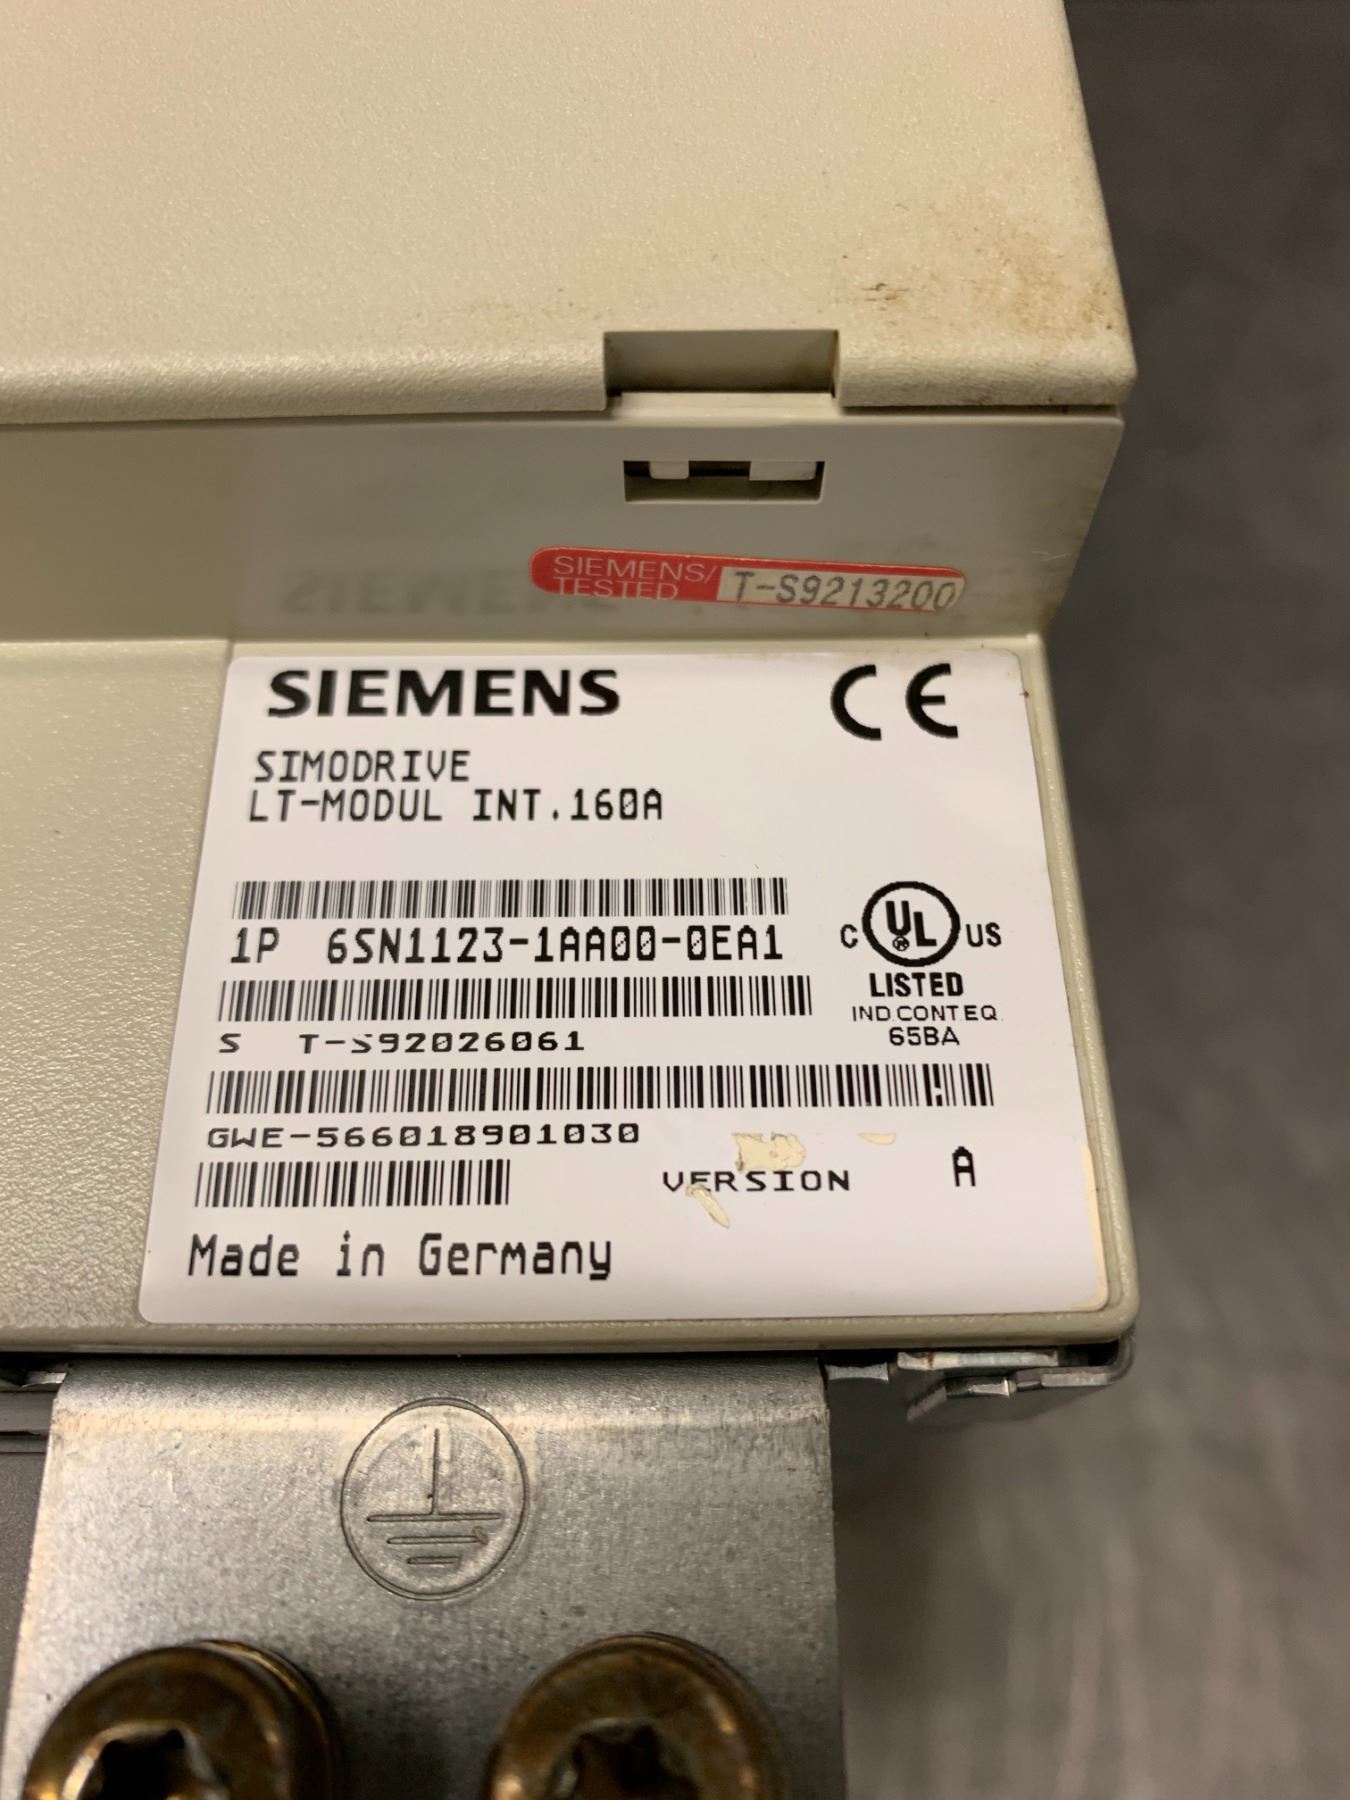 SIEMENS/
TESTED T-S9213200
SIEMENS
CE
SIMODRIVE
LT-MODUL INT.160A
1P 6SN1123-1AA00-0EA1
C UL US
®
LISTED
IND.CONT.EQ.
65BA
S T-S92026061
GWE-566018901030
VERSION A
Made in Germany